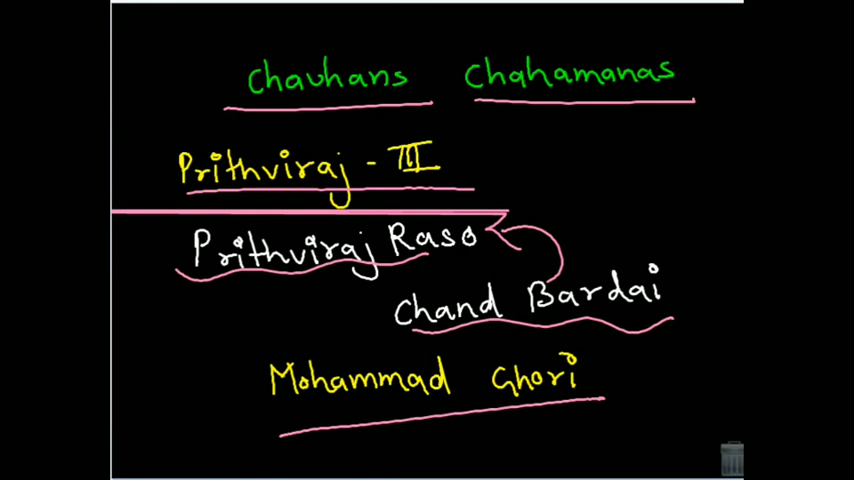 Chauhans Chahamanas
Prithviraj - III
Prithviraj Raso
Chand Bardai
Mohammad Ghori